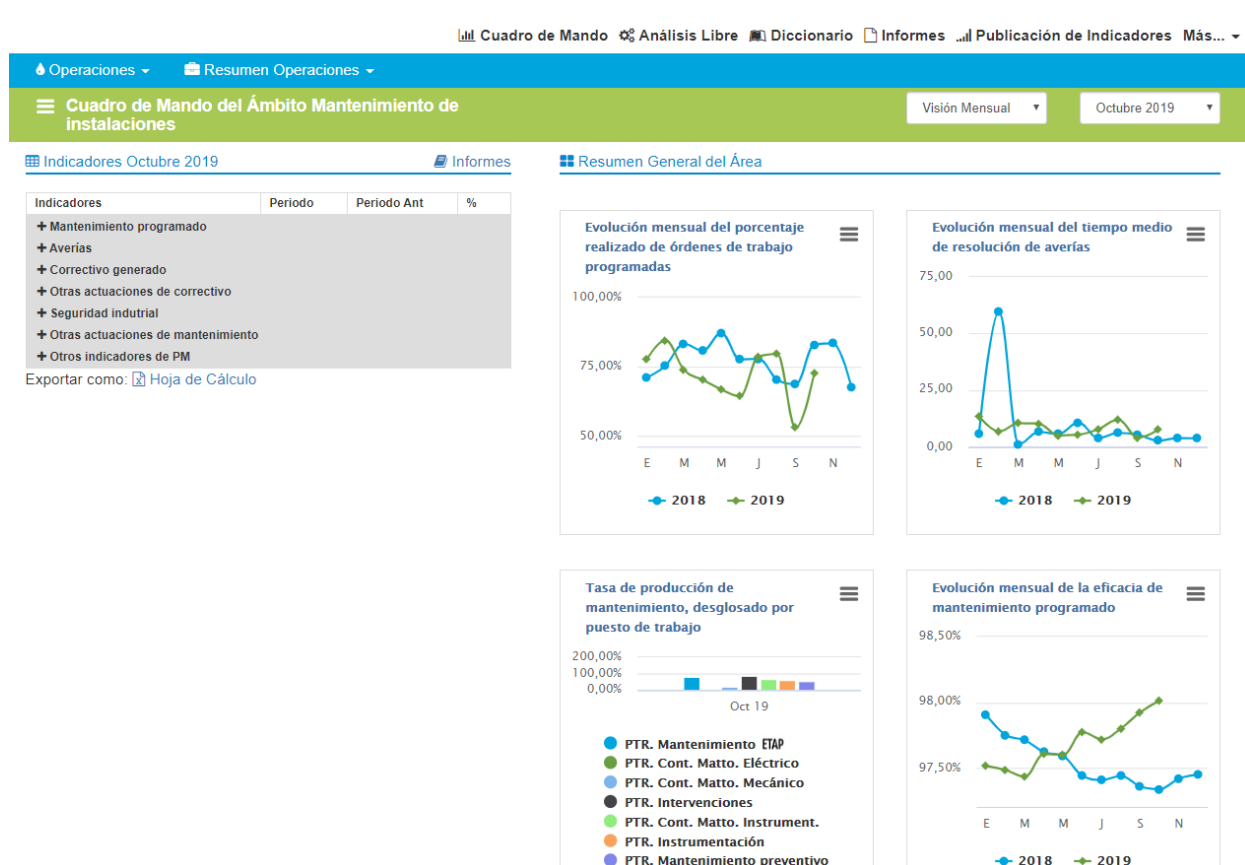 Cuadro de Mando Análisis Libre Diccionario Informes Publicación de Indicadores Más...
Operaciones Resumen Operaciones
Cuadro de Mando del Ámbito Mantenimiento de
instalaciones
Visión Mensual Octubre 2019
Indicadores Octubre 2019 Informes
Indicadores Periodo Periodo Ant %
+ Mantenimiento programado
+ Averías
+ Correctivo generado
+ Otras actuaciones de correctivo
+ Seguridad indutrial
+ Otras actuaciones de mantenimiento
+ Otros indicadores de PM
Exportar como: Hoja de Cálculo
Resumen General del Área
Evolución mensual del porcentaje
realizado de órdenes de trabajo
programadas
100,00%
75,00%
50,00%
E M M J S N
2018 2019
Evolución mensual del tiempo medio
de resolución de averías
75,00
50,00
25,00
0,00
E M M J S N
2018 2019
Tasa de producción de
mantenimiento, desglosado por
puesto de trabajo
200,00%
100,00%
0,00%
Oct 19
PTR. Mantenimiento ETAP
PTR. Cont. Matto. Eléctrico
PTR. Cont. Matto. Mecánico
PTR. Intervenciones
PTR. Cont. Matto. Instrument.
PTR. Instrumentación
PTR. Mantenimiento preventivo
Evolución mensual de la eficacia de
mantenimiento programado
98,50%
98,00%
97,50%
E M M J S N
2018 2019